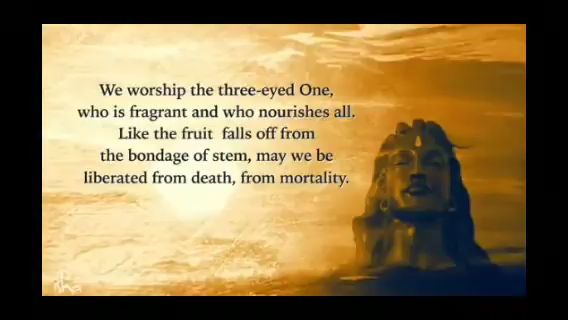 We worship the three-eyed One,
who is fragrant and who nourishes all.
Like the fruit falls off from
the bondage of stem, may we be
liberated from death, from mortality.